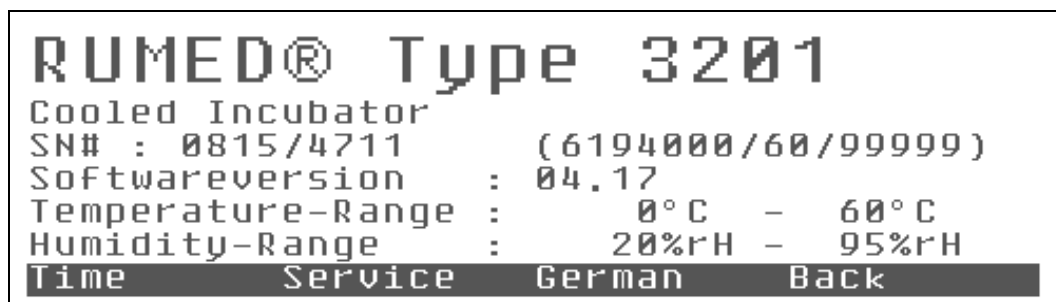 RUMED® Type 3201
Cooled Incubator
SN# : 0815/4711 (6194000/60/99999)
Softwareversion : 04.17
Temperature-Range : 0°C - 60°C
Humidity-Range : 20%rH - 95%rH
Time Service German Back